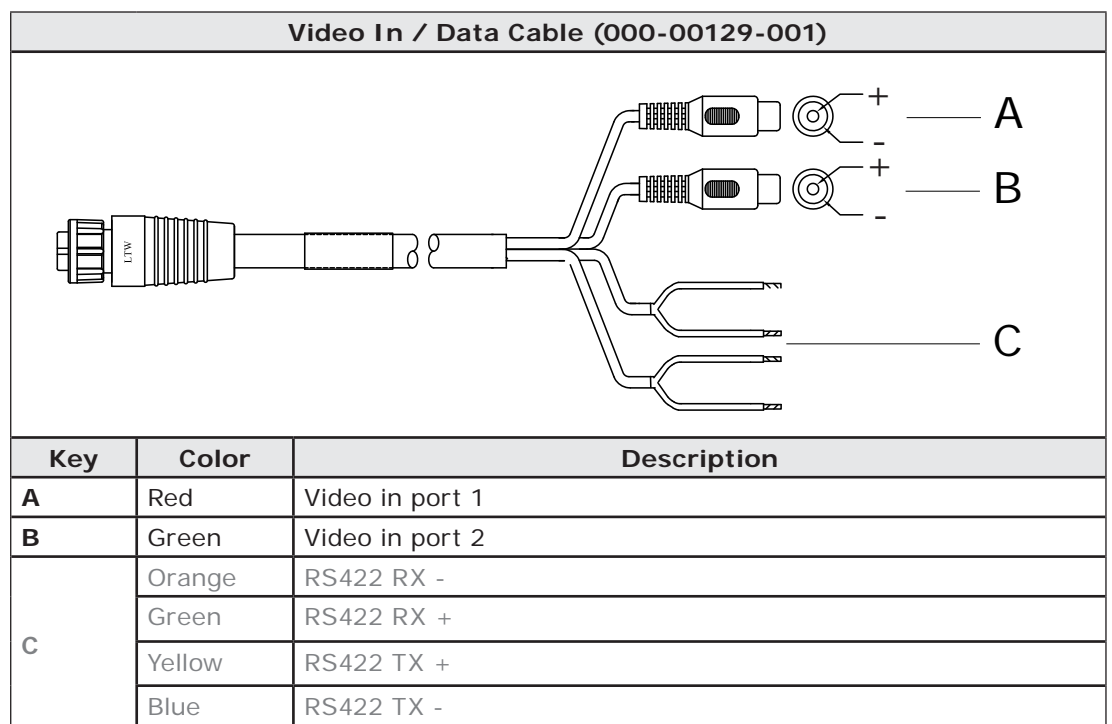 Video In / Data Cable (000-00129-001)
+
-
A
+
-
B
LTW
C
Key Color Description
A Red Video in port 1
B Green Video in port 2
C
Orange RS422 RX -
Green RS422 RX +
Yellow RS422 TX +
Blue RS422 TX -